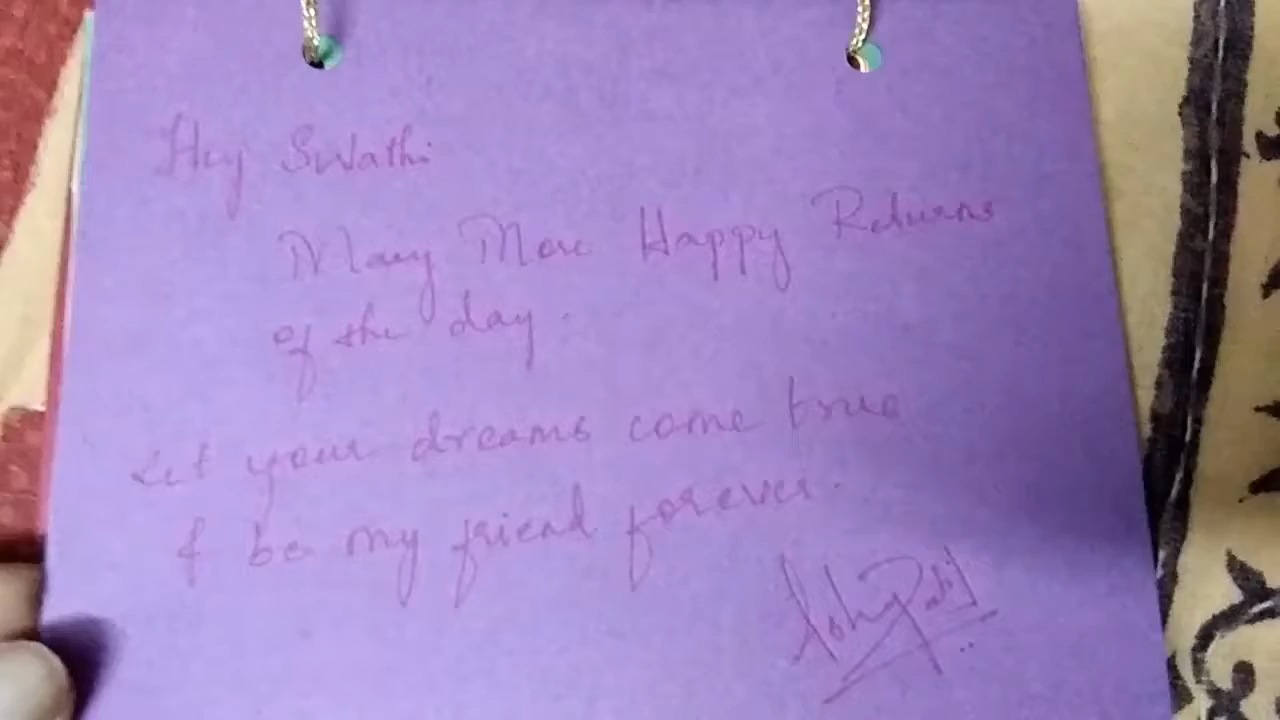 Hey Swathi
Many More Happy Returns
of the day.
Let your dreams come true
& be my friend forever.